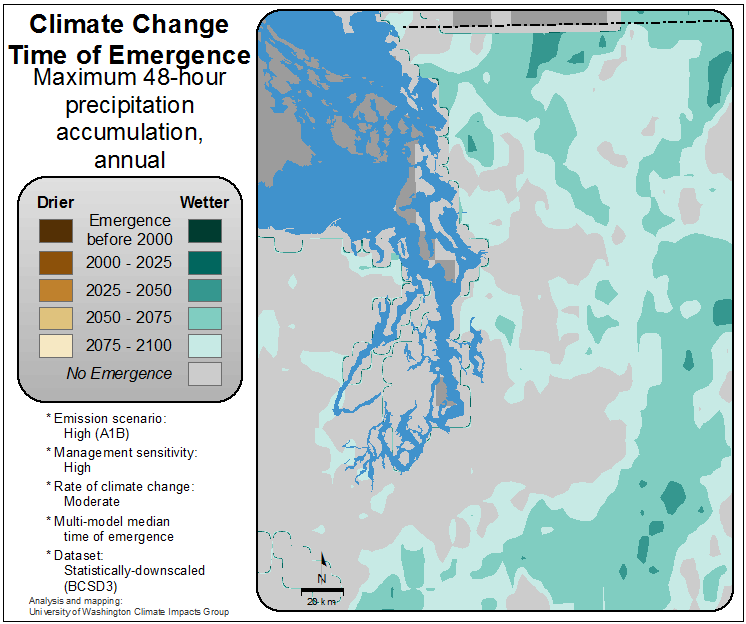 Climate Change
Time of Emergence
Maximum 48-hour
precipitation
accumulation,
annual
Drier Wetter
Emergence
before 2000
2000 - 2025
2025 - 2050
2050 - 2075
2075 - 2100
No Emergence
* Emission scenario:
High (A1B)
* Management sensitivity:
High
* Rate of climate change:
Moderate
* Multi-model median
time of emergence
* Dataset:
Statistically-downscaled
(BCSD3)
Analysis and mapping:
University of Washington Climate Impacts Group
N
km